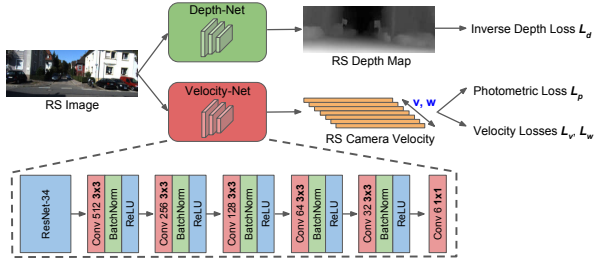 Depth-Net
RS Image
RS Depth Map
Inverse Depth Loss L_d
Velocity-Net
v, w
RS Camera Velocity
Photometric Loss L_p
Velocity Losses L_v, L_w
ResNet-34
Conv 512 3x3
BatchNorm
ReLU
Conv 256 3x3
BatchNorm
ReLU
Conv 128 3x3
BatchNorm
ReLU
Conv 64 3x3
BatchNorm
ReLU
Conv 32 3x3
BatchNorm
ReLU
Conv 6 1x1